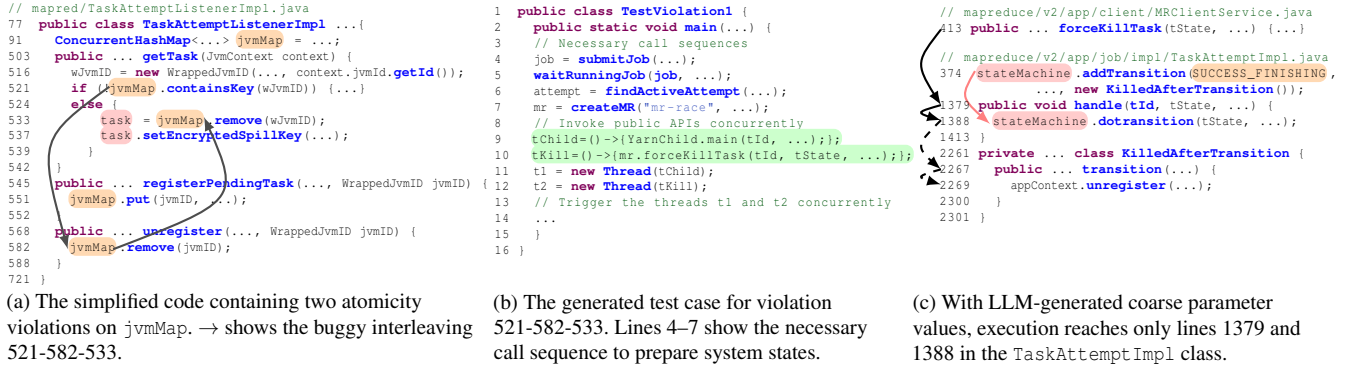 // mapred/TaskAttemptListenerImpl.java
77 public class TaskAttemptListenerImpl ...{
91 ConcurrentHashMap<...> jvmMap = ...;
503 public ... getTask(JvmContext context) {
516 wJvmID = new WrappedJvmID(..., context.jvmId.getId());
521 if (!jvmMap.containsKey(wJvmID)) {...}
524 else {
533 task = jvmMap.remove(wJvmID);
537 task.setEncryptedSpillKey(...);
539 }
542 }
545 public ... registerPendingTask(..., WrappedJvmID jvmID) {
551 jvmMap.put(jvmID, ...);
552 }
568 public ... unregister(..., WrappedJvmID jvmID) {
582 jvmMap.remove(jvmID);
588 }
721 }
(a) The simplified code containing two atomicity
violations on jvmMap. → shows the buggy interleaving
521-582-533.
1 public class TestViolation1 {
2 public static void main(...) {
3 // Necessary call sequences
4 job = submitJob(...);
5 waitRunningJob(job, ...);
6 attempt = findActiveAttempt(...);
7 mr = createMR("mr-race", ...);
8 // Invoke public APIs concurrently
9 tChild=()->{YarnChild.main(tId, ...);};
10 tKill=()->{mr.forceKillTask(tId, tState, ...);};
11 t1 = new Thread(tChild);
12 t2 = new Thread(tKill);
13 // Trigger the threads t1 and t2 concurrently
14 ...
15 }
16 }
(b) The generated test case for violation
521-582-533. Lines 4–7 show the necessary
call sequence to prepare system states.
// mapreduce/v2/app/client/MRClientService.java
413 public ... forceKillTask(tState, ...) {...}
// mapreduce/v2/app/job/impl/TaskAttemptImpl.java
374 stateMachine.addTransition(SUCCESS_FINISHING,
..., new KilledAfterTransition());
1379 public void handle(tId, tState, ...) {
1388 stateMachine.dotransition(tState, ...);
1413 }
2261 private ... class KilledAfterTransition {
2267 public ... transition(...) {
2269 appContext.unregister(...);
2300 }
2301 }
(c) With LLM-generated coarse parameter
values, execution reaches only lines 1379 and
1388 in the TaskAttemptImpl class.